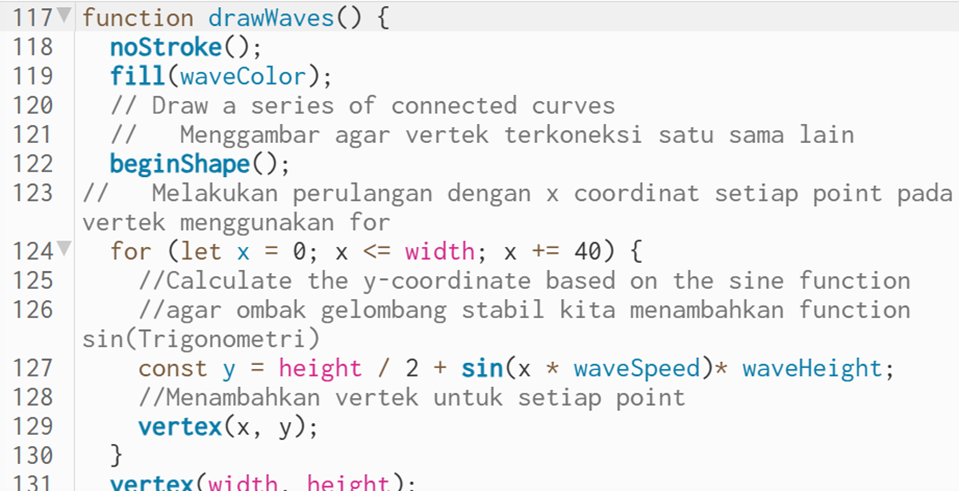 117 function drawWaves() {
118 noStroke();
119 fill(waveColor);
120 // Draw a series of connected curves
121 //   Menggambar agar vertek terkoneksi satu sama lain
122 beginShape();
123 //   Melakukan perulangan dengan x coordinat setiap point pada
vertek menggunakan for
124 for (let x = 0; x <= width; x += 40) {
125 //Calculate the y-coordinate based on the sine function
126 //agar ombak gelombang stabil kita menambahkan function
sin(Trigonometri)
127 const y = height / 2 + sin(x * waveSpeed)* waveHeight;
128 //Menambahkan vertek untuk setiap point
129 vertex(x, y);
130 }
131 vertex(width, height);